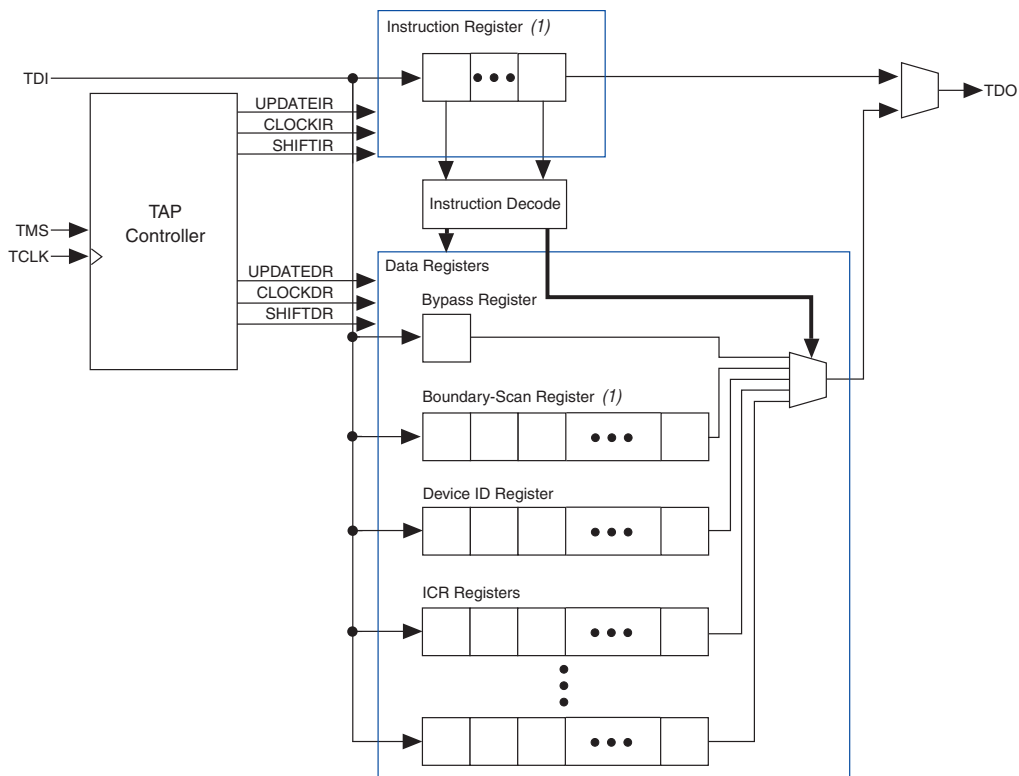 Instruction Register (1)
TDI
TDO
UPDATEIR
CLOCKIR
SHIFTIR
TAP
Controller
TMS
TCLK
Instruction Decode
UPDATEDR
CLOCKDR
SHIFTDR
Data Registers
Bypass Register
Boundary-Scan Register (1)
Device ID Register
ICR Registers